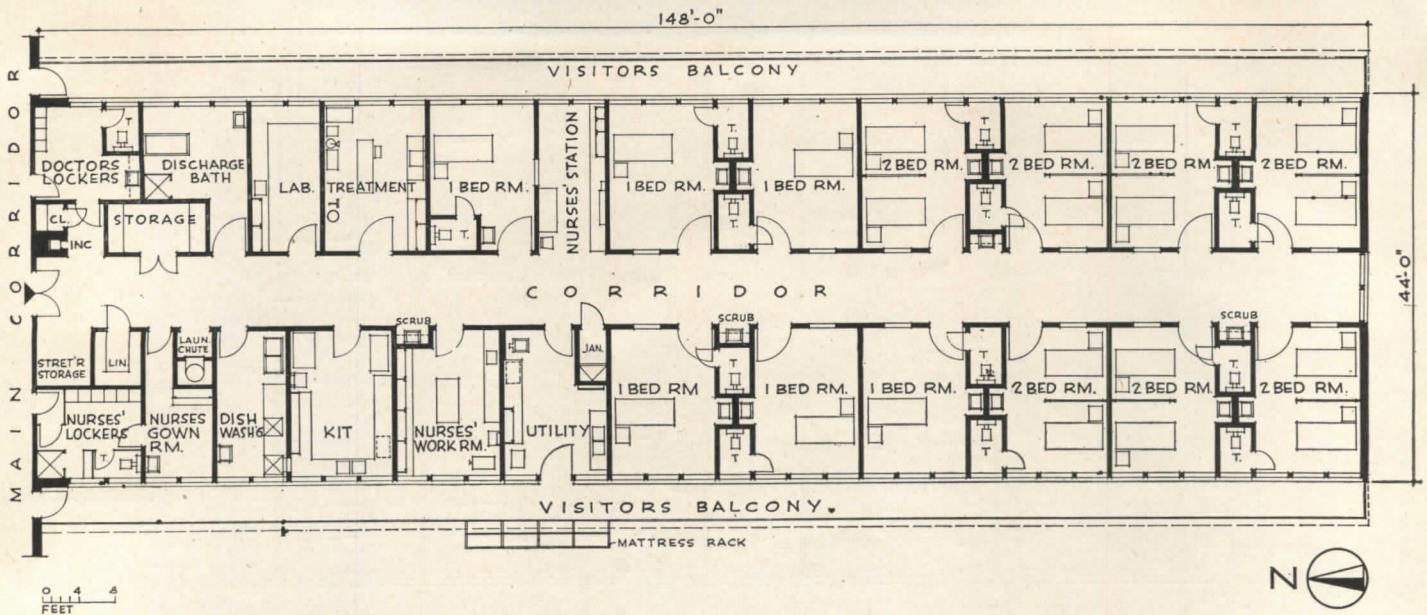 148'-0"
VISITORS BALCONY
MAIN CORRIDOR
DOCTORS
LOCKERS
T.
DISCHARGE
BATH
LAB.
TREATMENT
1 BED RM.
T.
NURSES' STATION
1 BED RM.
T.
T.
1 BED RM.
2 BED RM.
T.
T.
2 BED RM.
2 BED RM.
T.
T.
2 BED RM.
CL.
STORAGE
INC
44'-0"
CORRIDOR
SCRUB
SCRUB
SCRUB
STRET'R
STORAGE
LIN.
LAUN.
CHUTE
JAN.
NURSES'
LOCKERS
T.
NURSES
GOWN
RM.
DISH
WASH'G
KIT
NURSES'
WORK RM.
UTILITY
1 BED RM
T
T.
1 BED RM.
1 BED RM.
T.
T.
2 BED RM.
2 BED RM.
T
T.
2 BED RM.
VISITORS BALCONY.
MATTRESS RACK
N
0 4 8
FEET